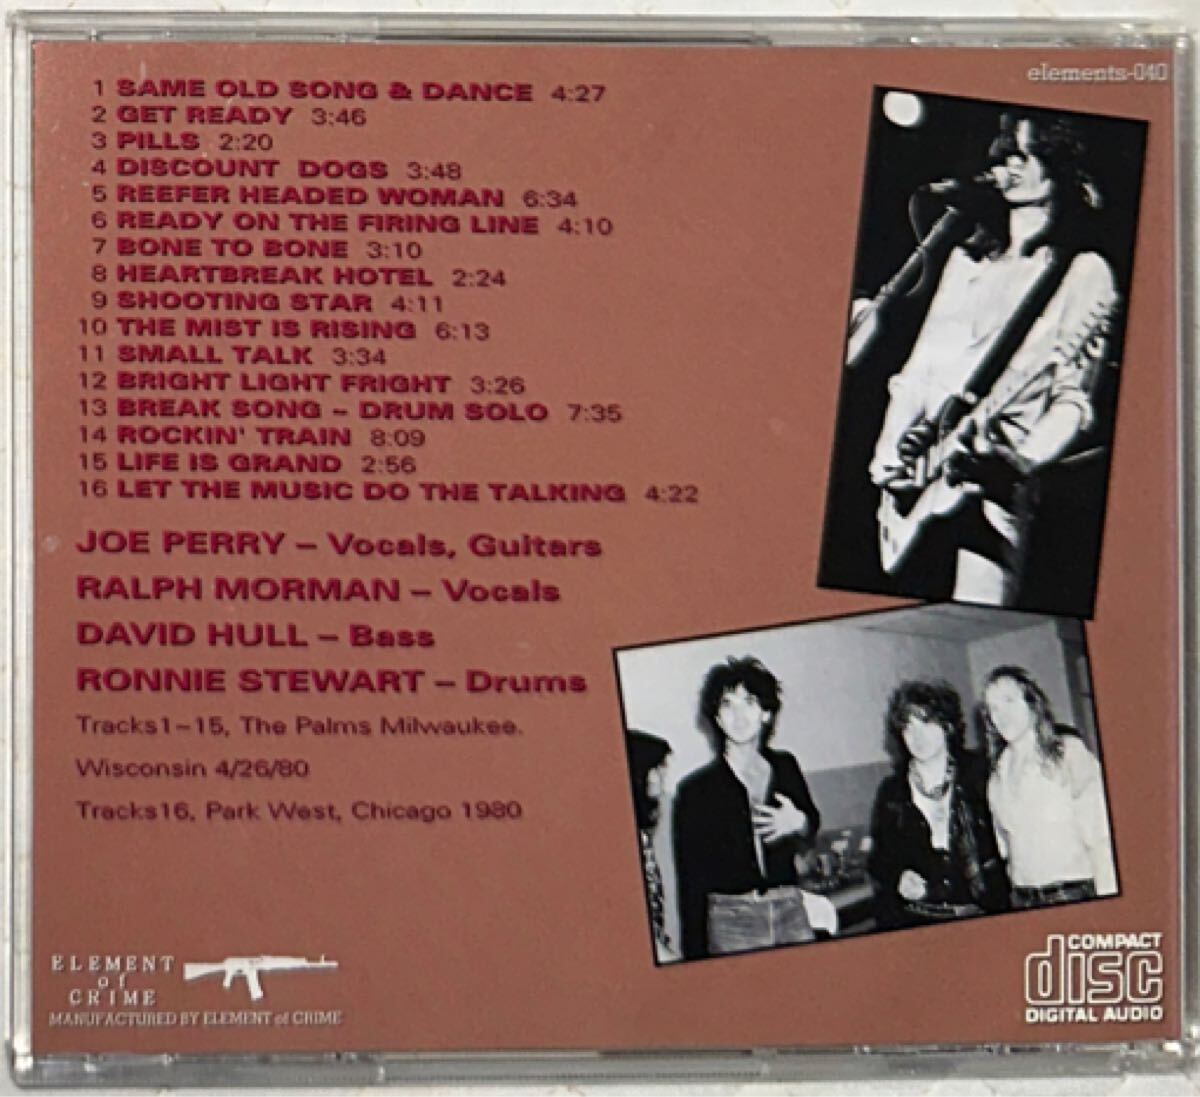 elements-040
1 SAME OLD SONG & DANCE 4:27
2 GET READY 3:46
3 PILLS 2:20
4 DISCOUNT DOGS 3:48
5 REEFER HEADED WOMAN 6:34
6 READY ON THE FIRING LINE 4:10
7 BONE TO BONE 3:10
8 HEARTBREAK HOTEL 2:24
9 SHOOTING STAR 4:11
10 THE MIST IS RISING 6:13
11 SMALL TALK 3:34
12 BRIGHT LIGHT FRIGHT 3:26
13 BREAK SONG – DRUM SOLO 7:35
14 ROCKIN' TRAIN 8:09
15 LIFE IS GRAND 2:56
16 LET THE MUSIC DO THE TALKING 4:22
JOE PERRY – Vocals, Guitars
RALPH MORMAN – Vocals
DAVID HULL – Bass
RONNIE STEWART – Drums
Tracks1–15, The Palms Milwaukee.
Wisconsin 4/26/80
Tracks16, Park West, Chicago 1980
ELEMENT
of
CRIME
MANUFACTURED BY ELEMENT of CRIME
COMPACT
disc
DIGITAL AUDIO